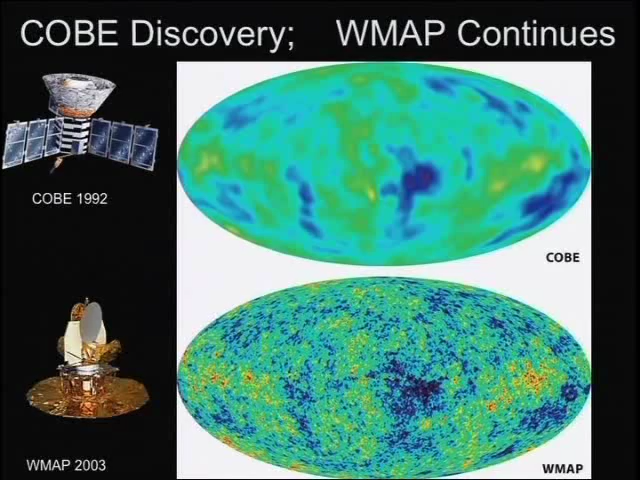 COBE Discovery; WMAP Continues
COBE 1992
COBE
WMAP 2003
WMAP